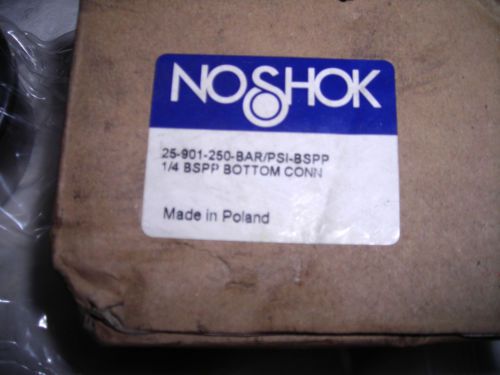 NOSHOK
25-901-250-BAR/PSI-BSPP
1/4 BSPP BOTTOM CONN
Made in Poland